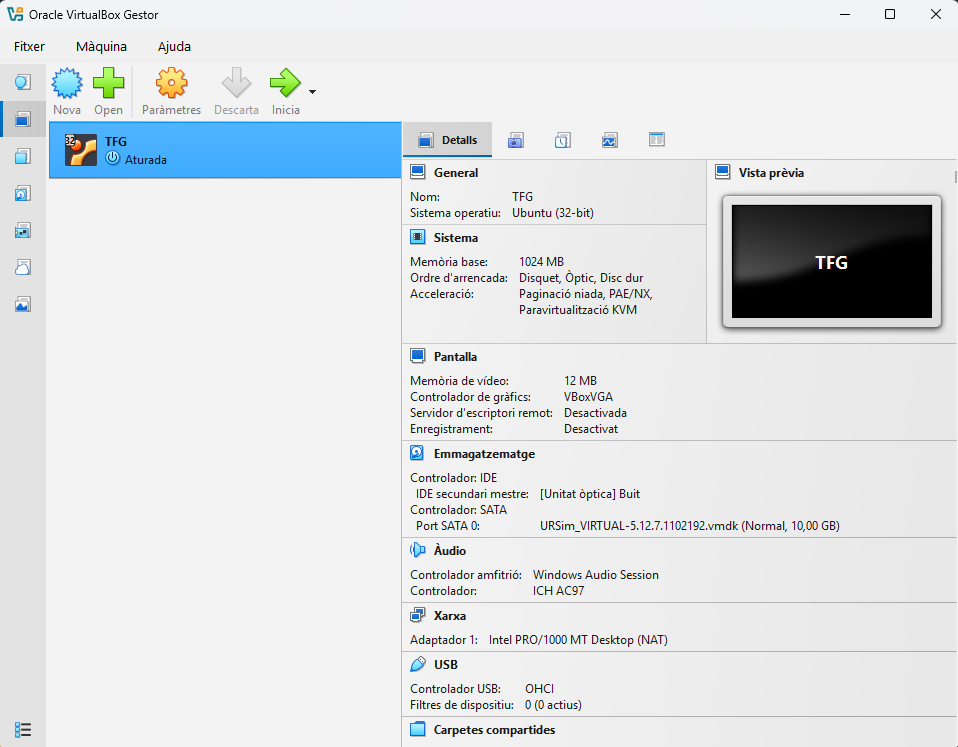 Oracle VirtualBox Gestor
Fitxer Màquina Ajuda
Nova Open Paràmetres Descarta Inicia
32
TFG
Aturada
Detalls
General
Nom: TFG
Sistema operatiu: Ubuntu (32-bit)
Vista prèvia
TFG
Sistema
Memòria base: 1024 MB
Ordre d'arrencada: Disquet, Òptic, Disc dur
Acceleració: Paginació niada, PAE/NX,
Paravirtualització KVM
Pantalla
Memòria de vídeo: 12 MB
Controlador de gràfics: VBoxVGA
Servidor d'escriptori remot: Desactivada
Enregistrament: Desactivat
Emmagatzematge
Controlador: IDE
IDE secundari mestre: [Unitat òptica] Buit
Controlador: SATA
Port SATA 0: URSim_VIRTUAL-5.12.7.1102192.vmdk (Normal, 10,00 GB)
Àudio
Controlador amfitrió: Windows Audio Session
Controlador: ICH AC97
Xarxa
Adaptador 1: Intel PRO/1000 MT Desktop (NAT)
USB
Controlador USB: OHCI
Filtres de dispositiu: 0 (0 actius)
Carpetes compartides